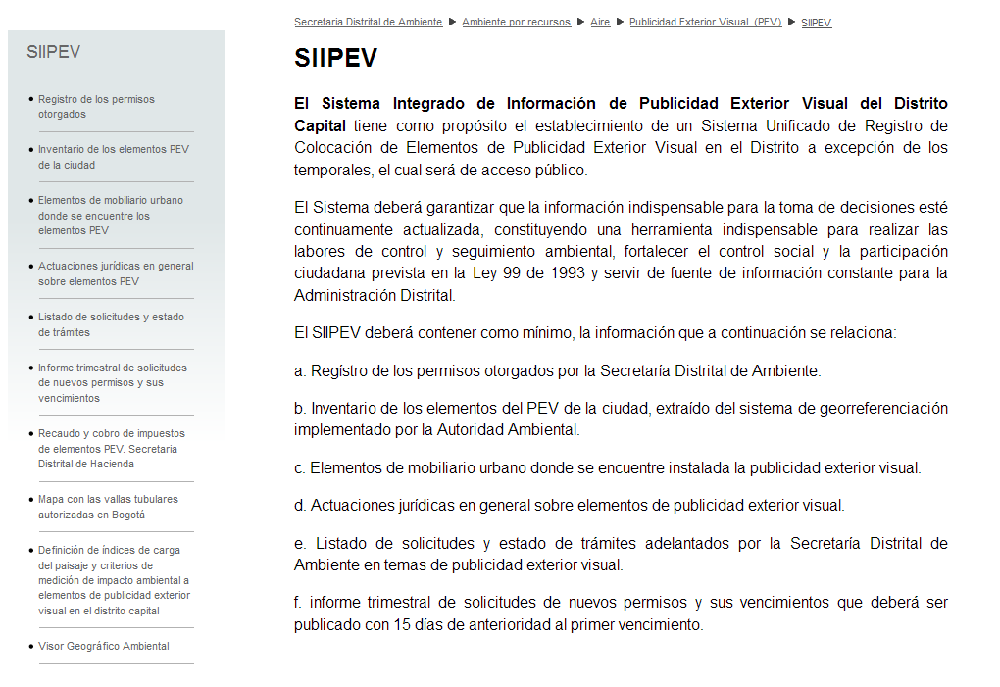 Secretaria Distrital de Ambiente ▶ Ambiente por recursos ▶ Aire ▶ Publicidad Exterior Visual. (PEV) ▶ SIIPEV
SIIPEV
Registro de los permisos
otorgados
Inventario de los elementos PEV
de la ciudad
Elementos de mobiliario urbano
donde se encuentre los
elementos PEV
Actuaciones jurídicas en general
sobre elementos PEV
Listado de solicitudes y estado
de trámites
Informe trimestral de solicitudes
de nuevos permisos y sus
vencimientos
Recaudo y cobro de impuestos
de elementos PEV. Secretaria
Distrital de Hacienda
Mapa con las vallas tubulares
autorizadas en Bogotá
Definición de índices de carga
del paisaje y criterios de
medición de impacto ambiental a
elementos de publicidad exterior
visual en el distrito capital
Visor Geográfico Ambiental
SIIPEV
El Sistema Integrado de Información de Publicidad Exterior Visual del Distrito
Capital tiene como propósito el establecimiento de un Sistema Unificado de Registro de
Colocación de Elementos de Publicidad Exterior Visual en el Distrito a excepción de los
temporales, el cual será de acceso público.
El Sistema deberá garantizar que la información indispensable para la toma de decisiones esté
continuamente actualizada, constituyendo una herramienta indispensable para realizar las
labores de control y seguimiento ambiental, fortalecer el control social y la participación
ciudadana prevista en la Ley 99 de 1993 y servir de fuente de información constante para la
Administración Distrital.
El SIIPEV deberá contener como mínimo, la información que a continuación se relaciona:
a. Regístro de los permisos otorgados por la Secretaría Distrital de Ambiente.
b. Inventario de los elementos del PEV de la ciudad, extraído del sistema de georreferenciación
implementado por la Autoridad Ambiental.
c. Elementos de mobiliario urbano donde se encuentre instalada la publicidad exterior visual.
d. Actuaciones jurídicas en general sobre elementos de publicidad exterior visual.
e. Listado de solicitudes y estado de trámites adelantados por la Secretaría Distrital de
Ambiente en temas de publicidad exterior visual.
f. informe trimestral de solicitudes de nuevos permisos y sus vencimientos que deberá ser
publicado con 15 días de anterioridad al primer vencimiento.